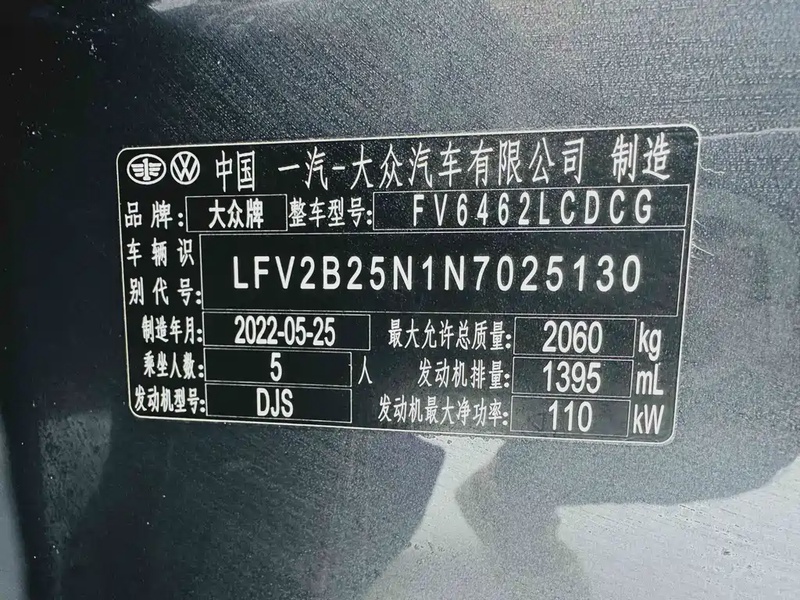 中国 一汽-大众汽车有限公司 制造
品牌: 大众牌 整车型号: FV6462LCDCG
车辆识别代号: LFV2B25N1N7025130
制造年月: 2022-05-25 最大允许总质量: 2060 kg
乘坐人数: 5 人 发动机排量: 1395 mL
发动机型号: DJS 发动机最大净功率: 110 kW